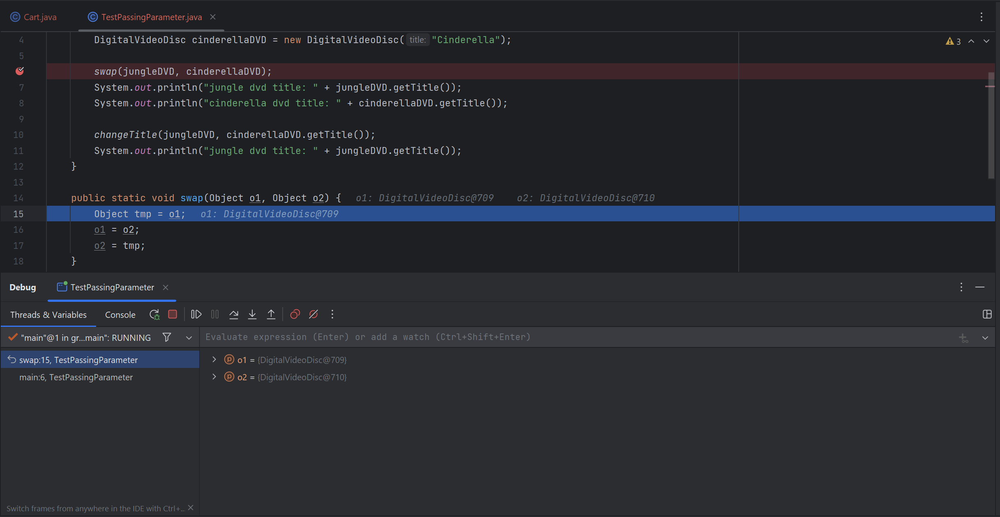 Cart.java TestPassingParameter.java
4 DigitalVideoDisc cinderellaDVD = new DigitalVideoDisc( title: "Cinderella");
3
5
swap(jungleDVD, cinderellaDVD);
7 System.out.println("jungle dvd title: " + jungleDVD.getTitle());
8 System.out.println("cinderella dvd title: " + cinderellaDVD.getTitle());
9
10 changeTitle(jungleDVD, cinderellaDVD.getTitle());
11 System.out.println("jungle dvd title: " + jungleDVD.getTitle());
12 }
13
14 public static void swap(Object o1, Object o2) { o1: DigitalVideoDisc@709 o2: DigitalVideoDisc@710
15 Object tmp = o1; o1: DigitalVideoDisc@709
16 o1 = o2;
17 o2 = tmp;
18 }
Debug TestPassingParameter
Threads & Variables Console
"main"@1 in gr...main": RUNNING
Evaluate expression (Enter) or add a watch (Ctrl+Shift+Enter)
swap:15, TestPassingParameter
main:6, TestPassingParameter
o1 = {DigitalVideoDisc@709}
o2 = {DigitalVideoDisc@710}
Switch frames from anywhere in the IDE with Ctrl+...